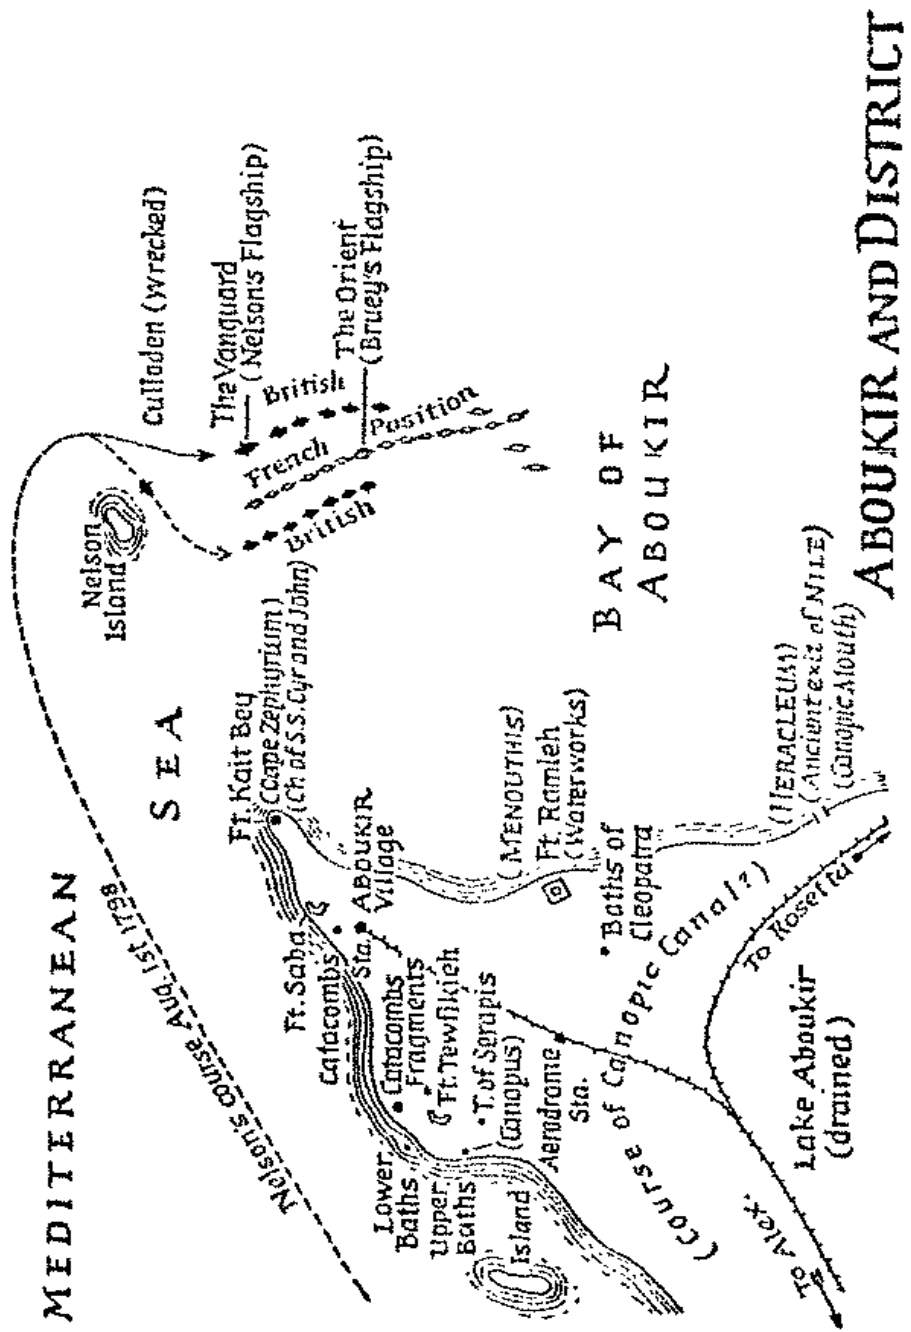 MEDITERRANEAN
SEA
Nelson's course Aug. 1st 1798
Nelson
Island
Culloden (wrecked)
The Vanguard
(Nelson's Flagship)
British
French Position
The Orient
(Bruey's Flagship)
British
Ft. Kait Bey
(Cape Zephyrium)
(Ch of S.S. Cyr and John)
Ft. Saba
Catacombs
Sta.
ABOUKIR
Village
Catacombs
Fragments
Ft. Tewfikieh
T. of Serapis
(Canopus)
Lower
Baths
Upper
Baths
Island
Aerodrome
Sta.
(MENOUTHIS)
Ft. Ramleh
(Waterworks)
Baths of
Cleopatra
BAY OF
ABOUKIR
(HERACLEUM)
(Ancient exit of NILE)
(Canopic Mouth)
(Course of Canopic Canal?)
To Rosetta
To Alex.
Lake Aboukir
(drained)
ABOUKIR AND DISTRICT